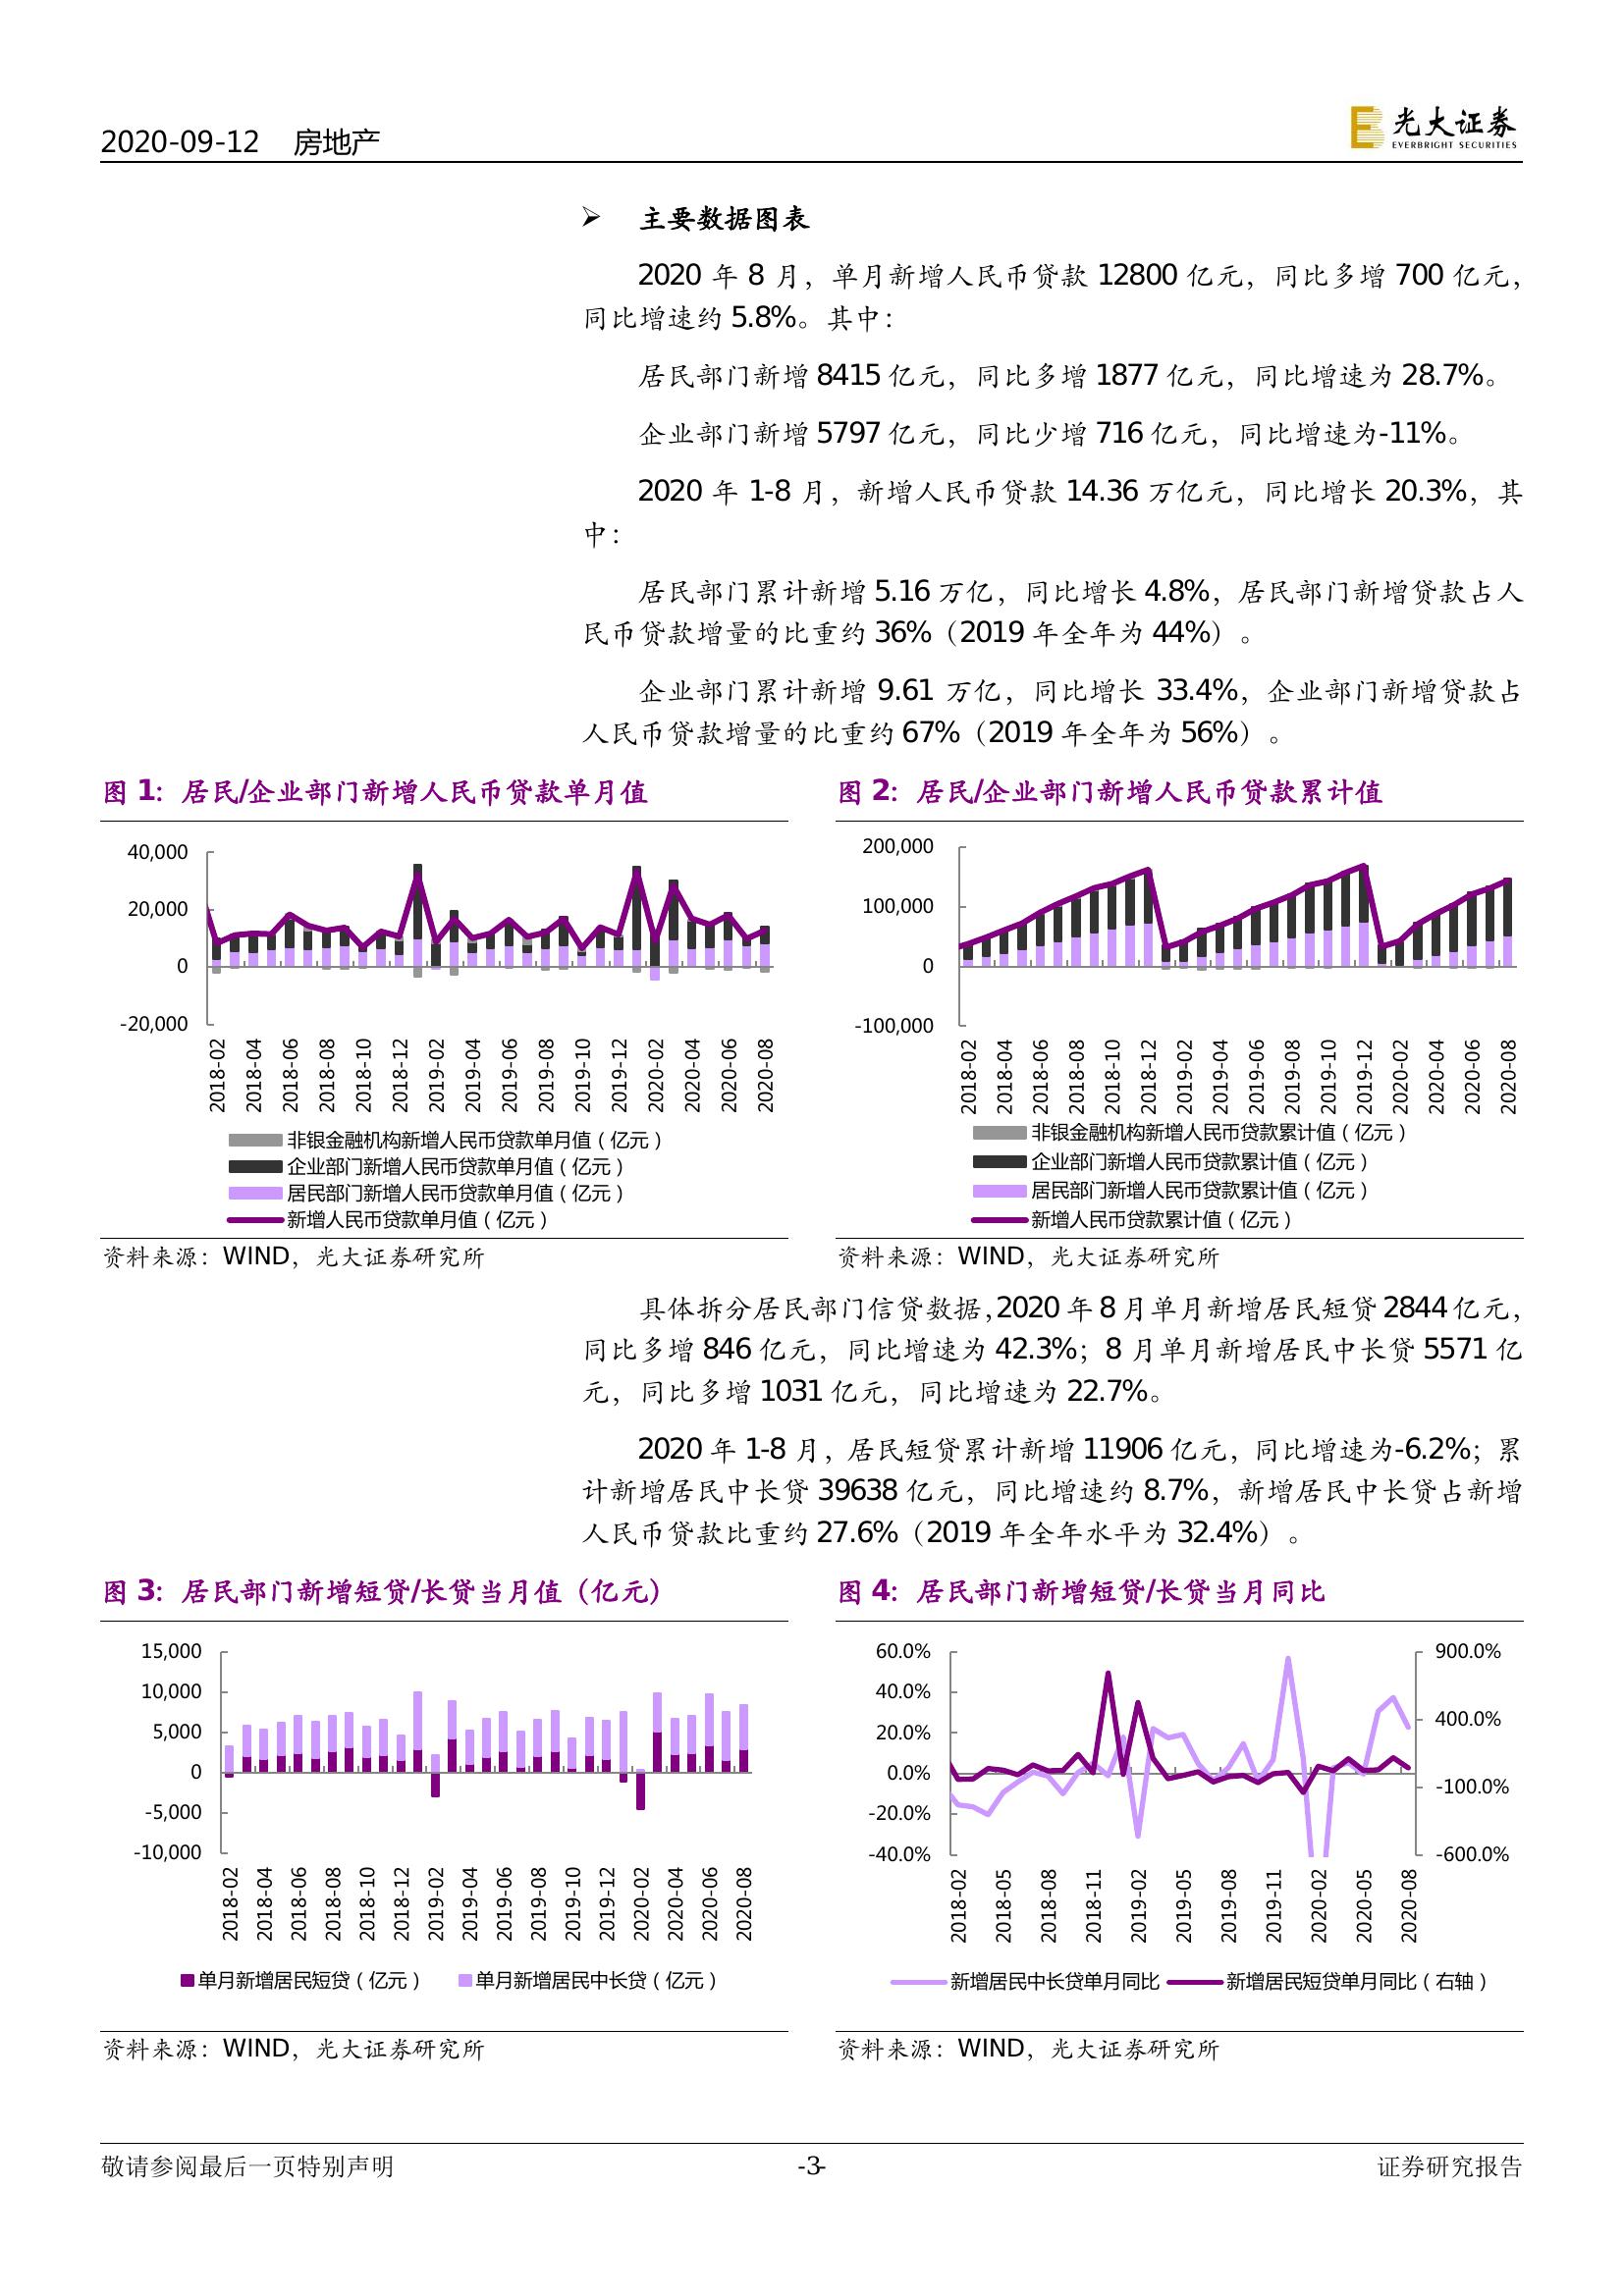 2020-09-12 房地产
光大证券
EVERBRIGHT SECURITIES
➢ 主要数据图表
2020 年 8 月，单月新增人民币贷款 12800 亿元，同比多增 700 亿元，
同比增速约 5.8%。其中：
居民部门新增 8415 亿元，同比多增 1877 亿元，同比增速为 28.7%。
企业部门新增 5797 亿元，同比少增 716 亿元，同比增速为-11%。
2020 年 1-8 月，新增人民币贷款 14.36 万亿元，同比增长 20.3%，其
中：
居民部门累计新增 5.16 万亿，同比增长 4.8%，居民部门新增贷款占人
民币贷款增量的比重约 36%（2019 年全年为 44%）。
企业部门累计新增 9.61 万亿，同比增长 33.4%，企业部门新增贷款占
人民币贷款增量的比重约 67%（2019 年全年为 56%）。
图 1：居民/企业部门新增人民币贷款单月值
40,000
20,000
0
-20,000
2018-02
2018-04
2018-06
2018-08
2018-10
2018-12
2019-02
2019-04
2019-06
2019-08
2019-10
2019-12
2020-02
2020-04
2020-06
2020-08
非银金融机构新增人民币贷款单月值（亿元）
企业部门新增人民币贷款单月值（亿元）
居民部门新增人民币贷款单月值（亿元）
新增人民币贷款单月值（亿元）
资料来源：WIND，光大证券研究所
图 2：居民/企业部门新增人民币贷款累计值
200,000
100,000
0
-100,000
2018-02
2018-04
2018-06
2018-08
2018-10
2018-12
2019-02
2019-04
2019-06
2019-08
2019-10
2019-12
2020-02
2020-04
2020-06
2020-08
非银金融机构新增人民币贷款累计值（亿元）
企业部门新增人民币贷款累计值（亿元）
居民部门新增人民币贷款累计值（亿元）
新增人民币贷款累计值（亿元）
资料来源：WIND，光大证券研究所
具体拆分居民部门信贷数据，2020 年 8 月单月新增居民短贷 2844 亿元，
同比多增 846 亿元，同比增速为 42.3%；8 月单月新增居民中长贷 5571 亿
元，同比多增 1031 亿元，同比增速为 22.7%。
2020 年 1-8 月，居民短贷累计新增 11906 亿元，同比增速为-6.2%；累
计新增居民中长贷 39638 亿元，同比增速约 8.7%，新增居民中长贷占新增
人民币贷款比重约 27.6%（2019 年全年水平为 32.4%）。
图 3：居民部门新增短贷/长贷当月值（亿元）
15,000
10,000
5,000
0
-5,000
-10,000
2018-02
2018-04
2018-06
2018-08
2018-10
2018-12
2019-02
2019-04
2019-06
2019-08
2019-10
2019-12
2020-02
2020-04
2020-06
2020-08
单月新增居民短贷（亿元） 单月新增居民中长贷（亿元）
资料来源：WIND，光大证券研究所
图 4：居民部门新增短贷/长贷当月同比
60.0%
40.0%
20.0%
0.0%
-20.0%
-40.0%
900.0%
400.0%
-100.0%
-600.0%
2018-02
2018-05
2018-08
2018-11
2019-02
2019-05
2019-08
2019-11
2020-02
2020-05
2020-08
新增居民中长贷单月同比 新增居民短贷单月同比（右轴）
资料来源：WIND，光大证券研究所
敬请参阅最后一页特别声明 -3- 证券研究报告